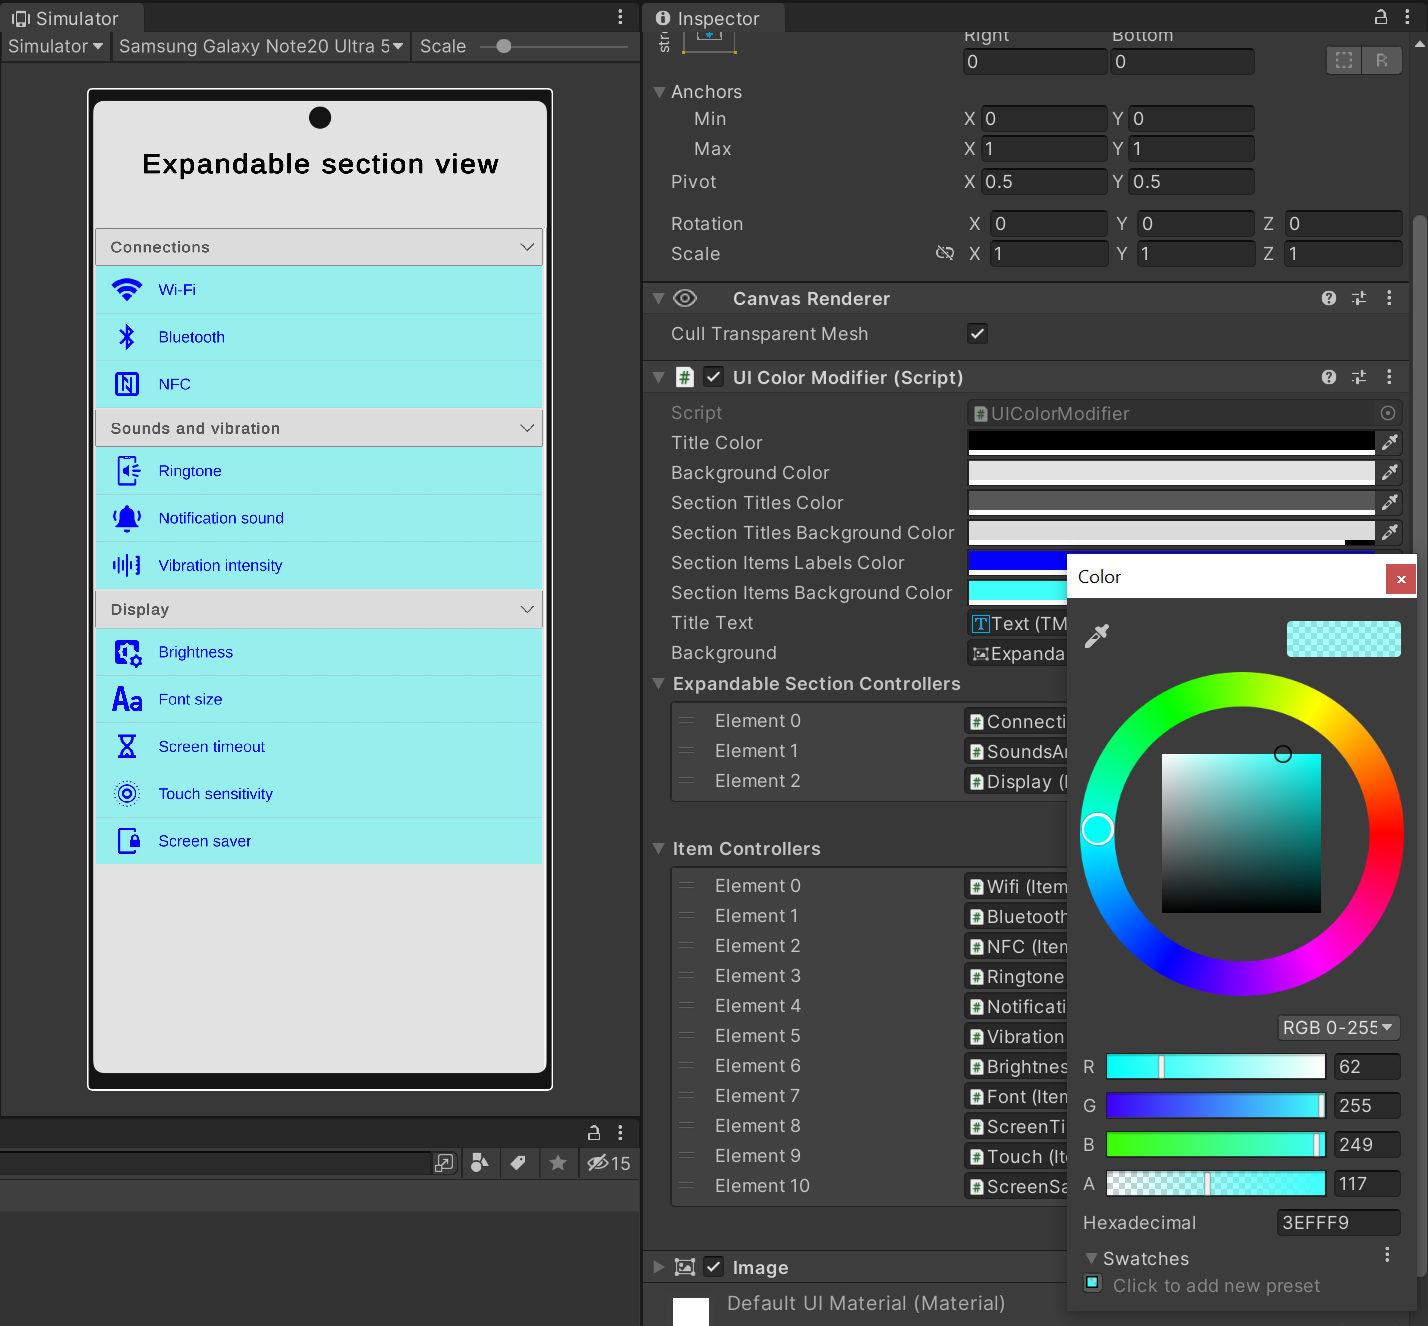 Simulator
Simulator
Samsung Galaxy Note20 Ultra 5
Scale
Expandable section view
Connections
Wi-Fi
Bluetooth
NFC
Sounds and vibration
Ringtone
Notification sound
Vibration intensity
Display
Brightness
Aa Font size
Screen timeout
Touch sensitivity
Screen saver
15
Inspector
str
Right Bottom
0 0
R
Anchors
Min X 0 Y 0
Max X 1 Y 1
Pivot X 0.5 Y 0.5
Rotation X 0 Y 0 Z 0
Scale X 1 Y 1 Z 1
Canvas Renderer
Cull Transparent Mesh
# UI Color Modifier (Script)
Script # UIColorModifier
Title Color
Background Color
Section Titles Color
Section Titles Background Color
Section Items Labels Color
Section Items Background Color
Title Text T Text (TM
Background Expanda
Expandable Section Controllers
Element 0 # Connecti
Element 1 # SoundsAr
Element 2 # Display (
Item Controllers
Element 0 # Wifi (Item
Element 1 # Bluetooth
Element 2 # NFC (Item
Element 3 # Ringtone
Element 4 # Notificati
Element 5 # Vibration
Element 6 # Brightnes
Element 7 # Font (Item
Element 8 # ScreenTi
Element 9 # Touch (It
Element 10 # ScreenSa
Image
Default UI Material (Material)
Color x
RGB 0-255
R 62
G 255
B 249
A 117
Hexadecimal 3EFFF9
Swatches
Click to add new preset